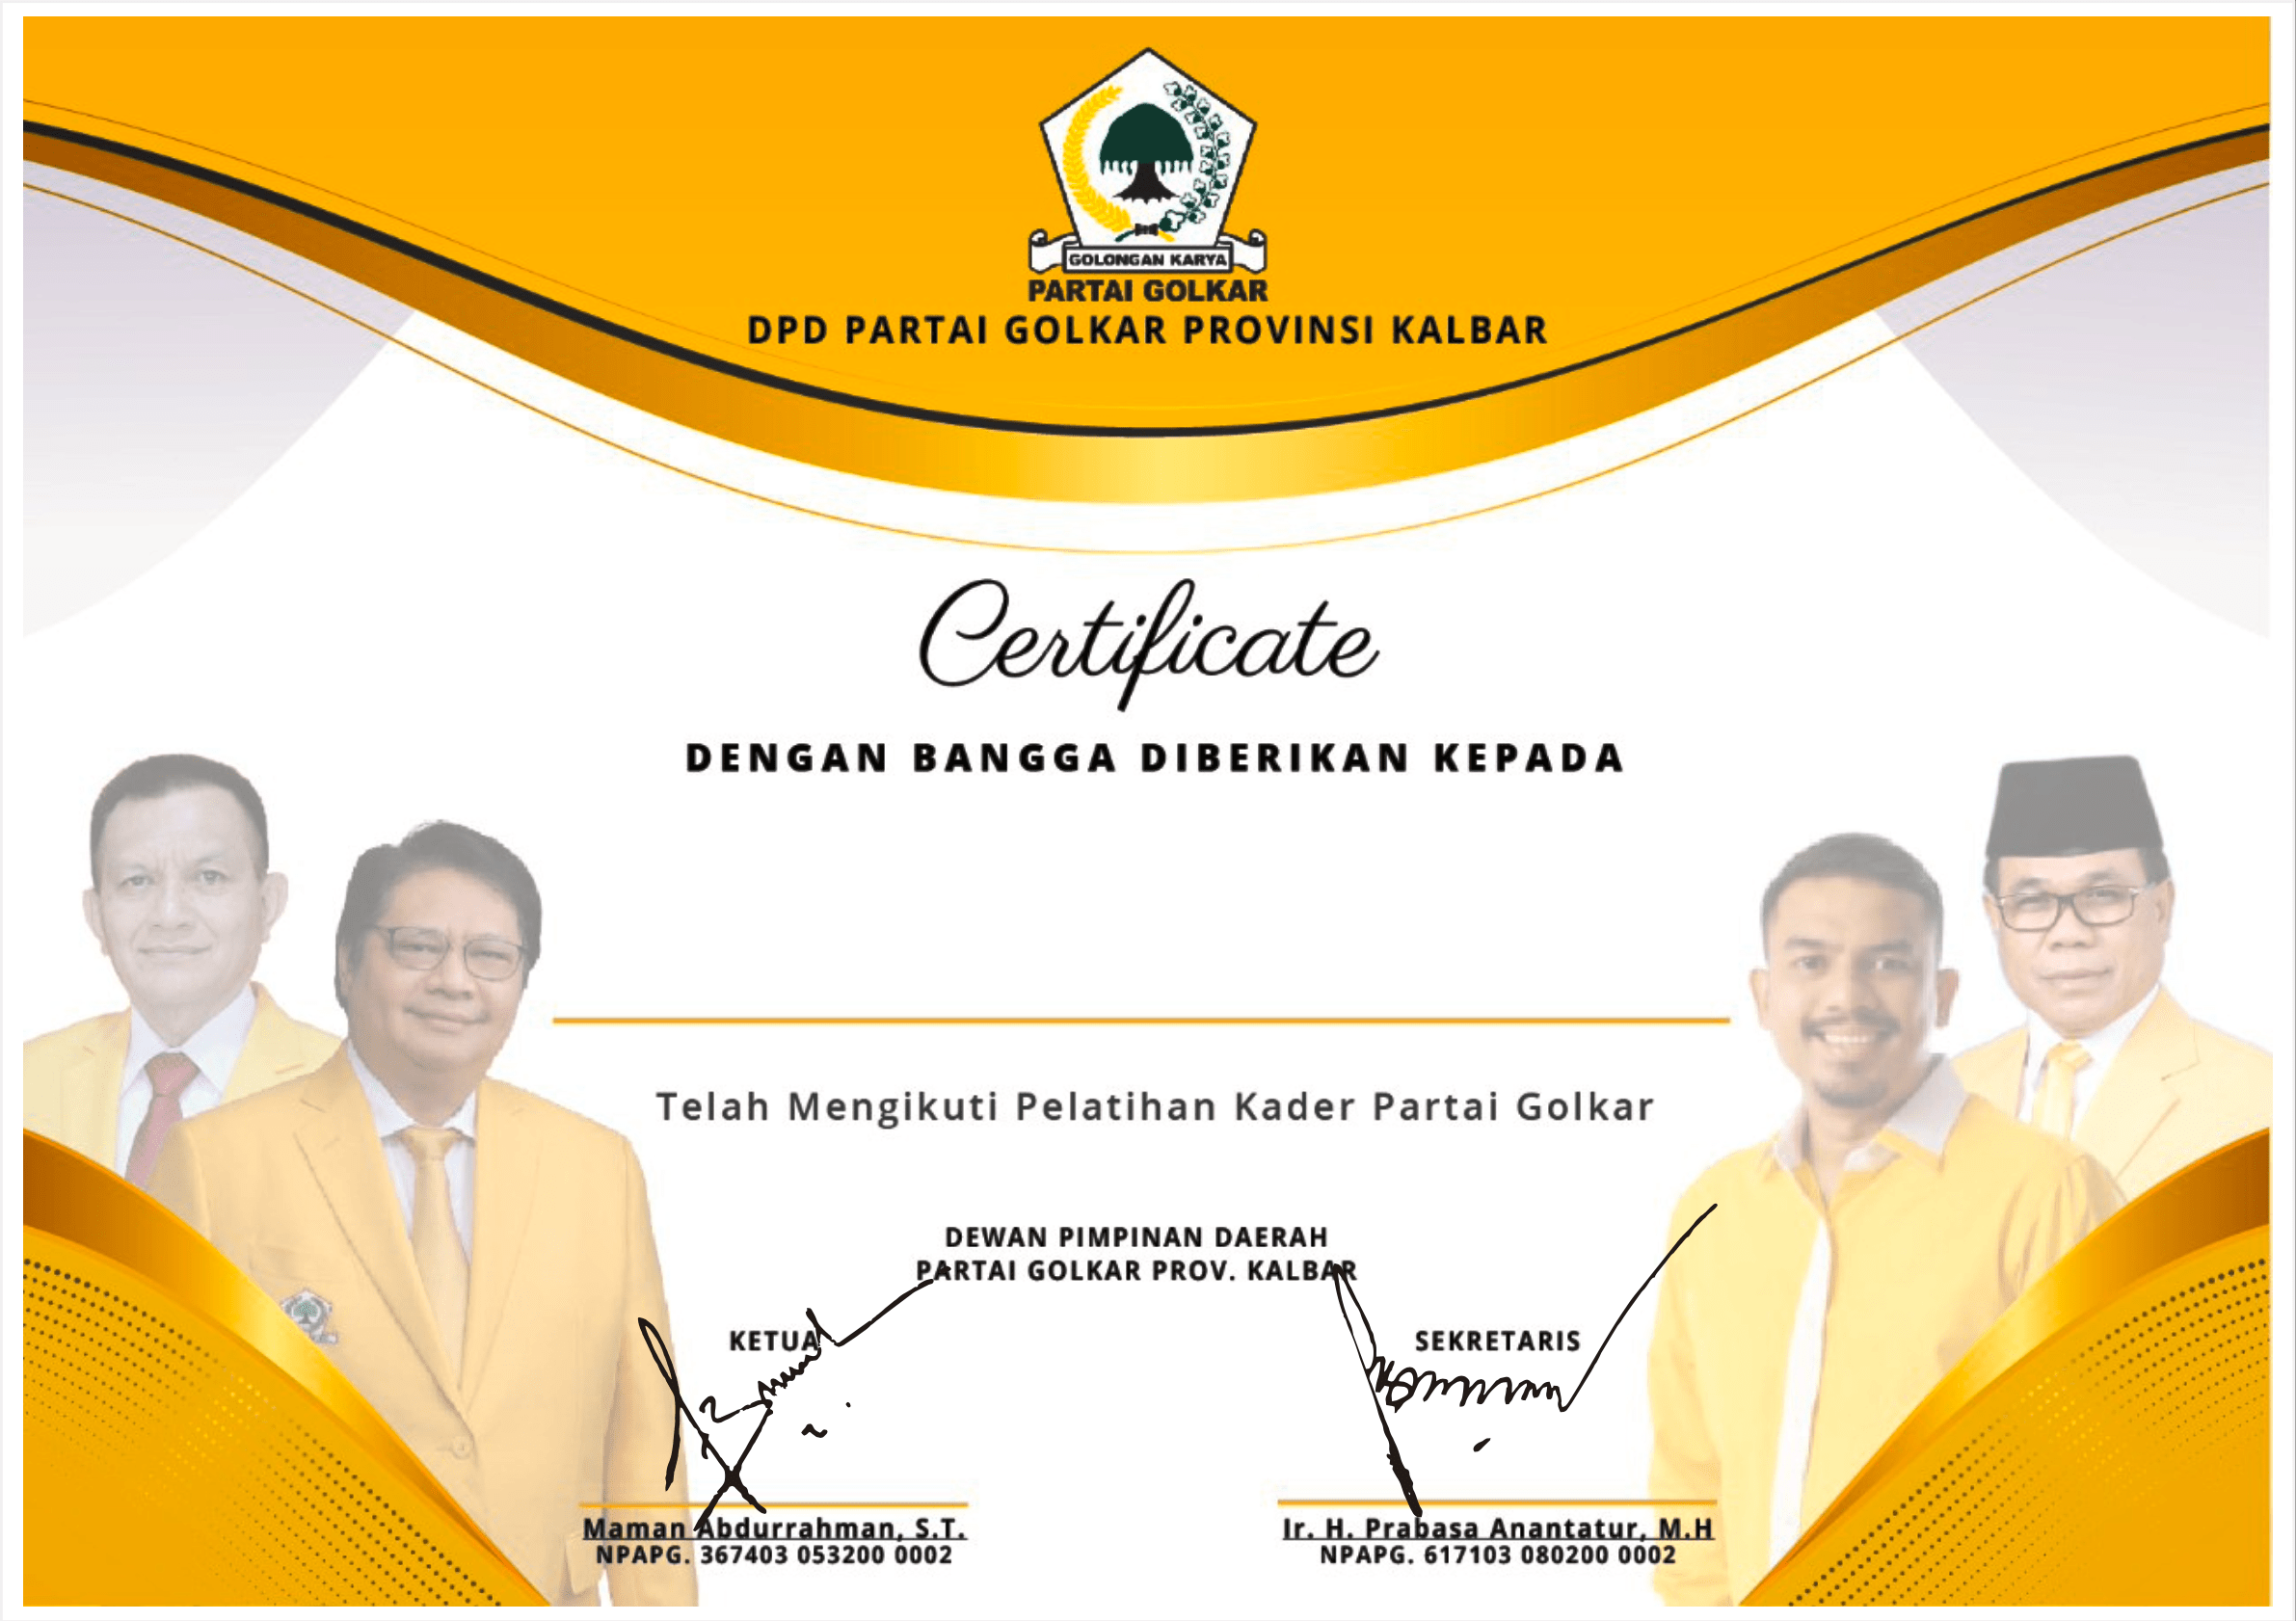 GOLONGAN KARYA
PARTAI GOLKAR
DPD PARTAI GOLKAR PROVINSI KALBAR
Certificate
DENGAN BANGGA DIBERIKAN KEPADA
Telah Mengikuti Pelatihan Kader Partai Golkar
DEWAN PIMPINAN DAERAH
PARTAI GOLKAR PROV. KALBAR
KETUA
SEKRETARIS
Maman Abdurrahman, S.T.
NPAPG. 367403 053200 0002
Ir. H. Prabasa Anantatur, M.H
NPAPG. 617103 080200 0002